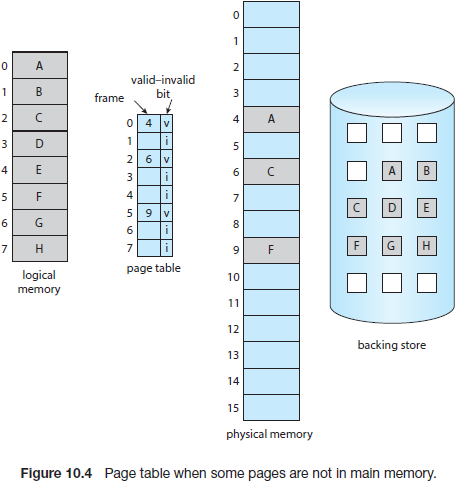 0 A
1 B
2 C
3 D
4 E
5 F
6 G
7 H
logical
memory
valid–invalid
bit
frame
0 4 v
1 i
2 6 v
3 i
4 i
5 9 v
6 i
7 i
page table
0
1
2
3
4 A
5
6 C
7
8
9 F
10
11
12
13
14
15
physical memory
A B
C D E
F G H
backing store
Figure 10.4 Page table when some pages are not in main memory.